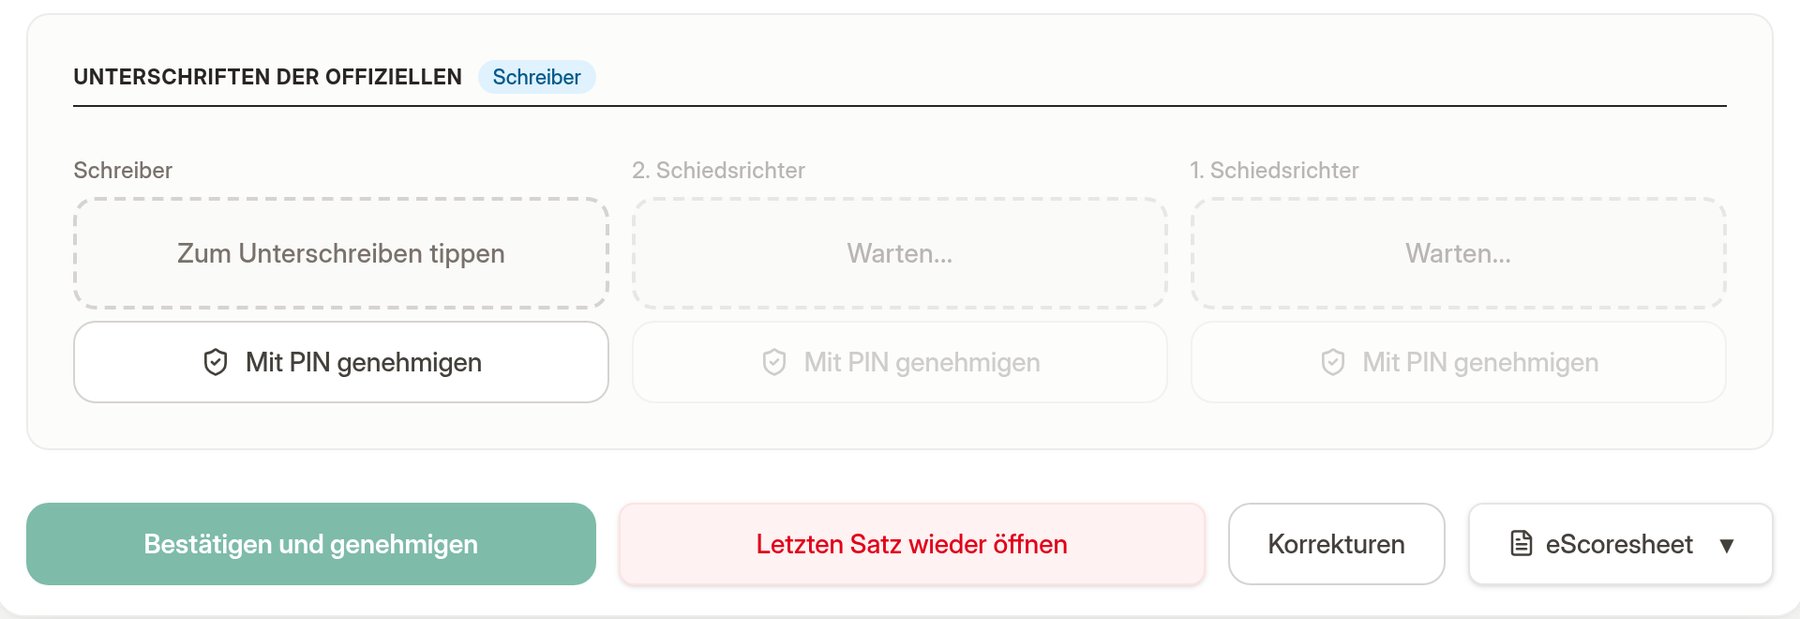 UNTERSCHRIFTEN DER OFFIZIELLEN Schreiber
Schreiber
2. Schiedsrichter
1. Schiedsrichter
Zum Unterschreiben tippen
Warten...
Warten...
Mit PIN genehmigen
Mit PIN genehmigen
Mit PIN genehmigen
Bestätigen und genehmigen
Letzten Satz wieder öffnen
Korrekturen
eScoresheet ▼